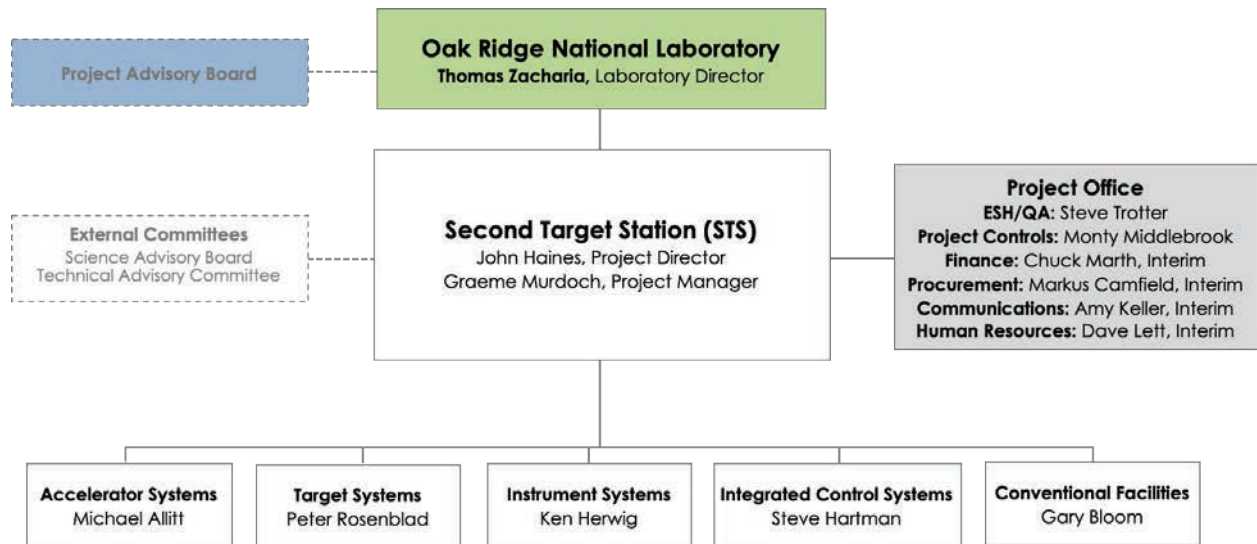 Project Advisory Board
Oak Ridge National Laboratory
Thomas Zacharia, Laboratory Director
External Committees
Science Advisory Board
Technical Advisory Committee
Second Target Station (STS)
John Haines, Project Director
Graeme Murdoch, Project Manager
Project Office
ESH/QA: Steve Trotter
Project Controls: Monty Middlebrook
Finance: Chuck Marth, Interim
Procurement: Markus Camfield, Interim
Communications: Amy Keller, Interim
Human Resources: Dave Lett, Interim
Accelerator Systems
Michael Allitt
Target Systems
Peter Rosenblad
Instrument Systems
Ken Herwig
Integrated Control Systems
Steve Hartman
Conventional Facilities
Gary Bloom